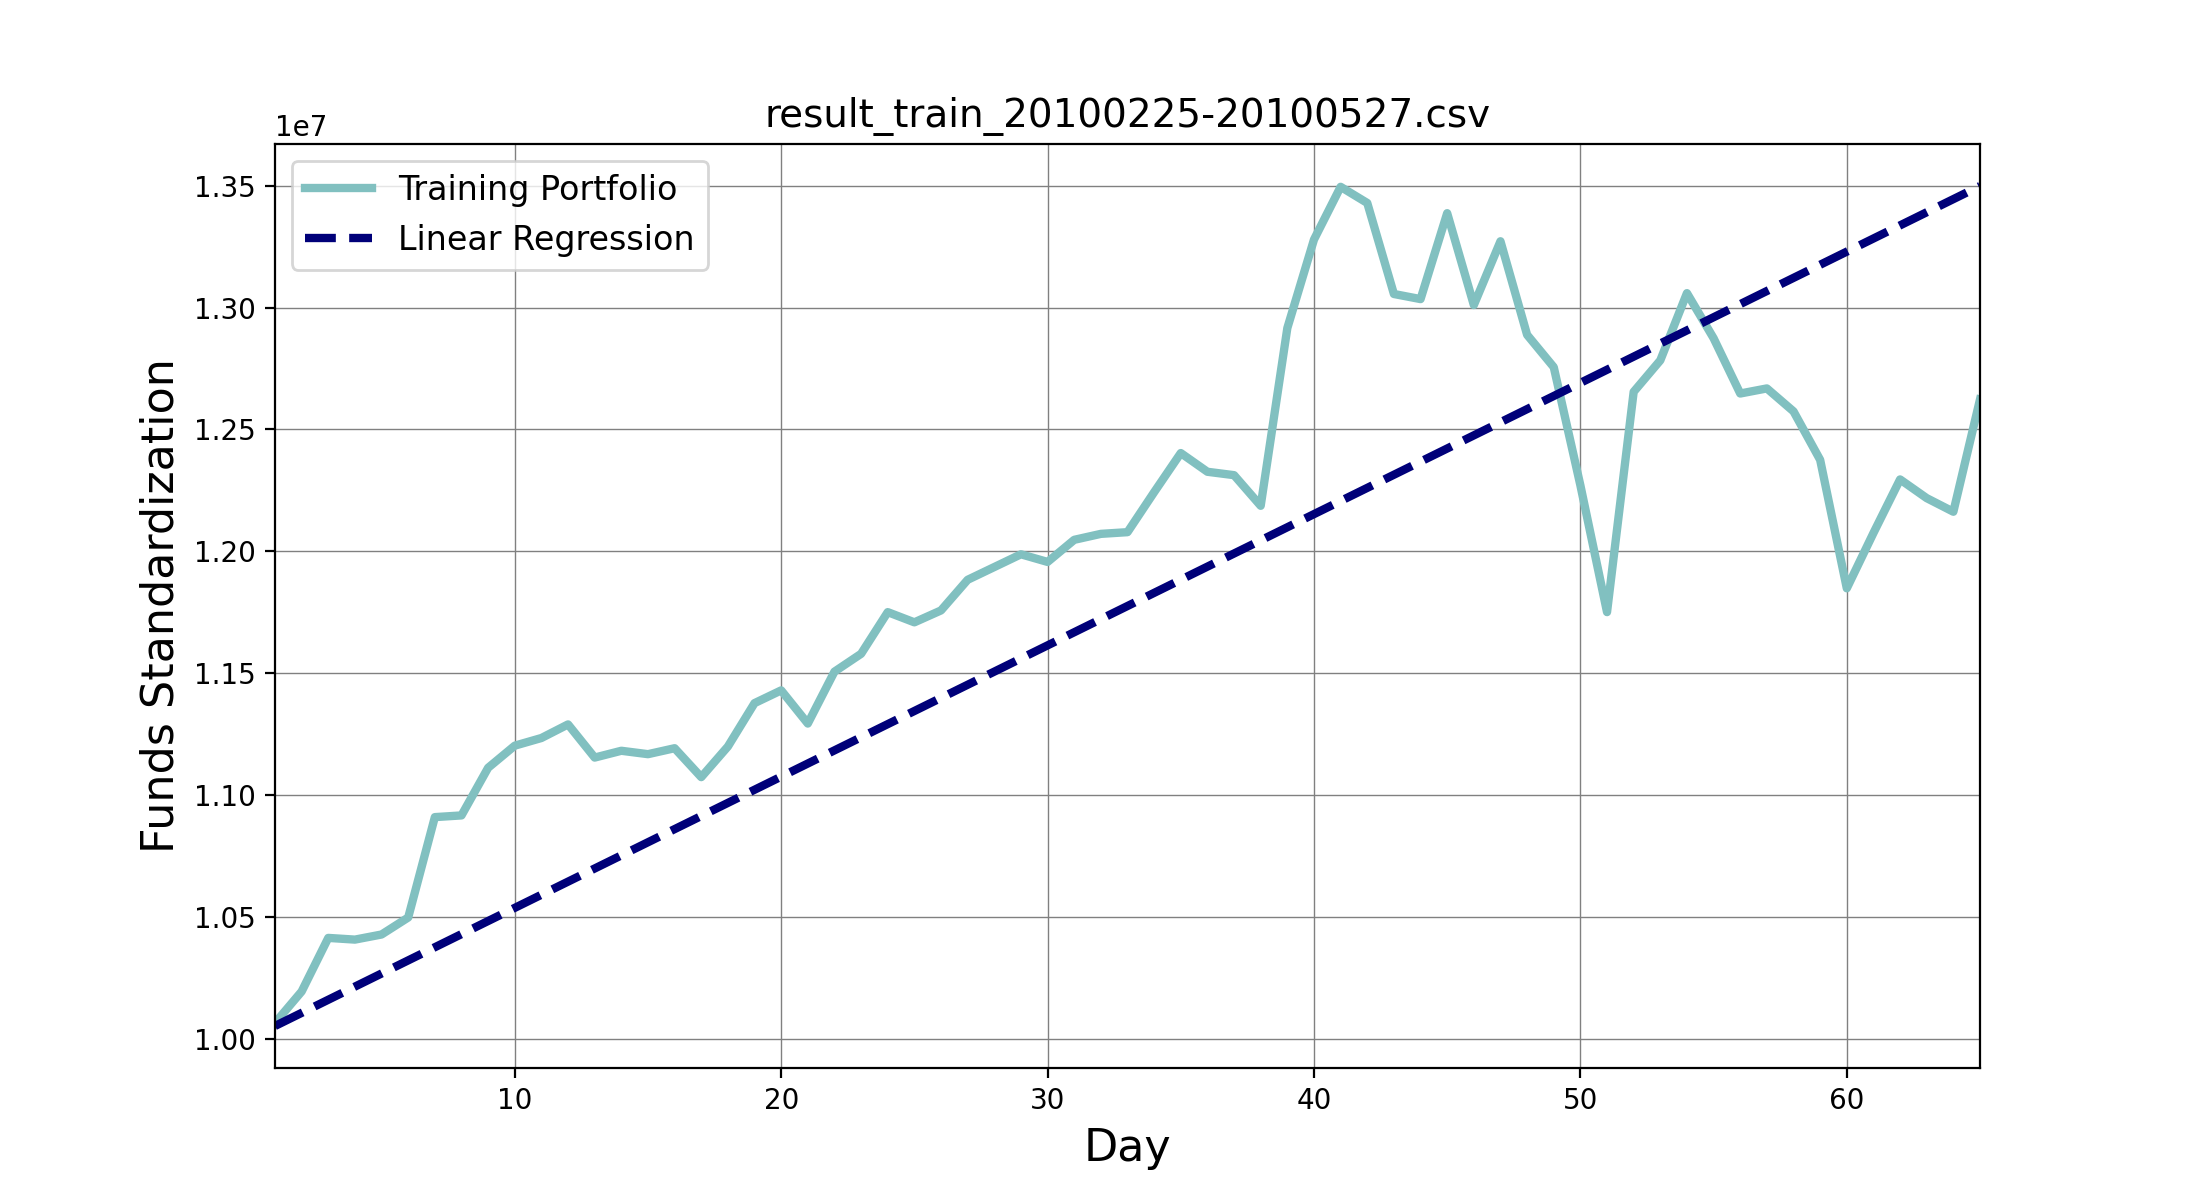 result_train_20100225-20100527.csv
1e7
Training Portfolio
Linear Regression
Funds Standardization
1.35
1.30
1.25
1.20
1.15
1.10
1.05
1.00
10 20 30 40 50 60
Day